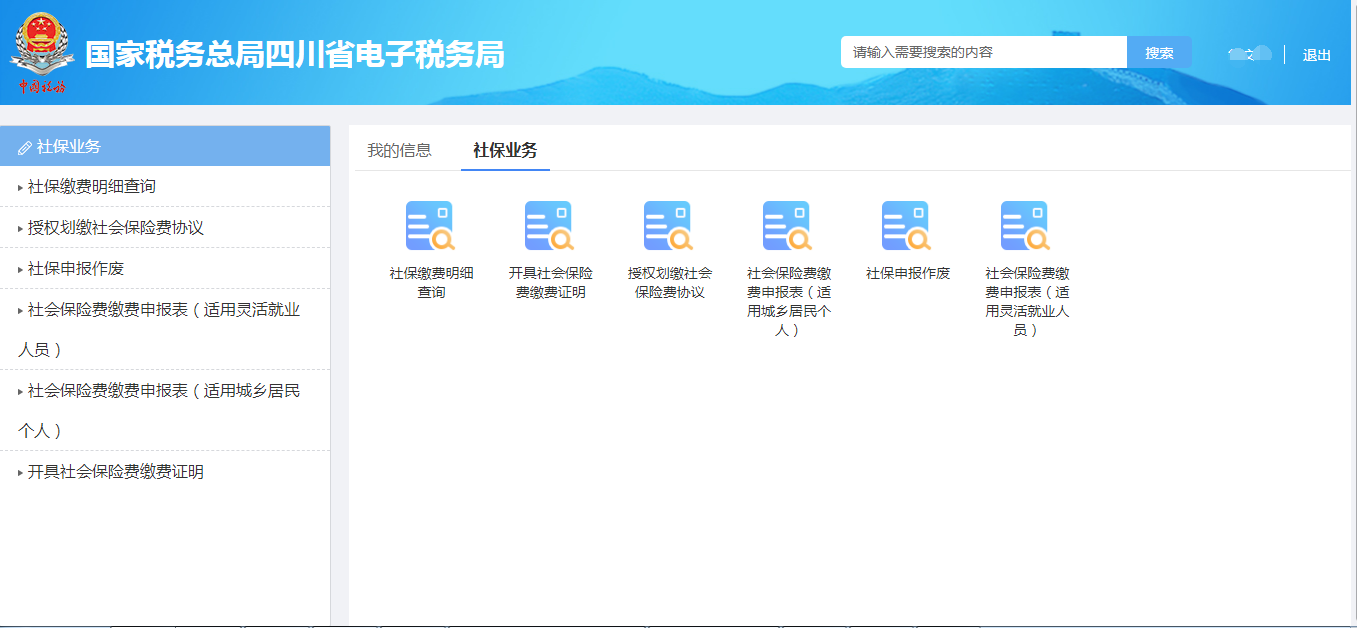 国家税务总局四川省电子税务局
中国税务
请输入需要搜索的内容
搜索
退出
社保业务
社保缴费明细查询
授权划缴社会保险费协议
社保申报作废
社会保险费缴费申报表（适用灵活就业
人员）
社会保险费缴费申报表（适用城乡居民
个人）
开具社会保险费缴费证明
我的信息
社保业务
社保缴费明细
查询
开具社会保险
费缴费证明
授权划缴社会
保险费协议
社会保险费缴
费申报表（适
用城乡居民个
人）
社保申报作废
社会保险费缴
费申报表（适
用灵活就业人
员）